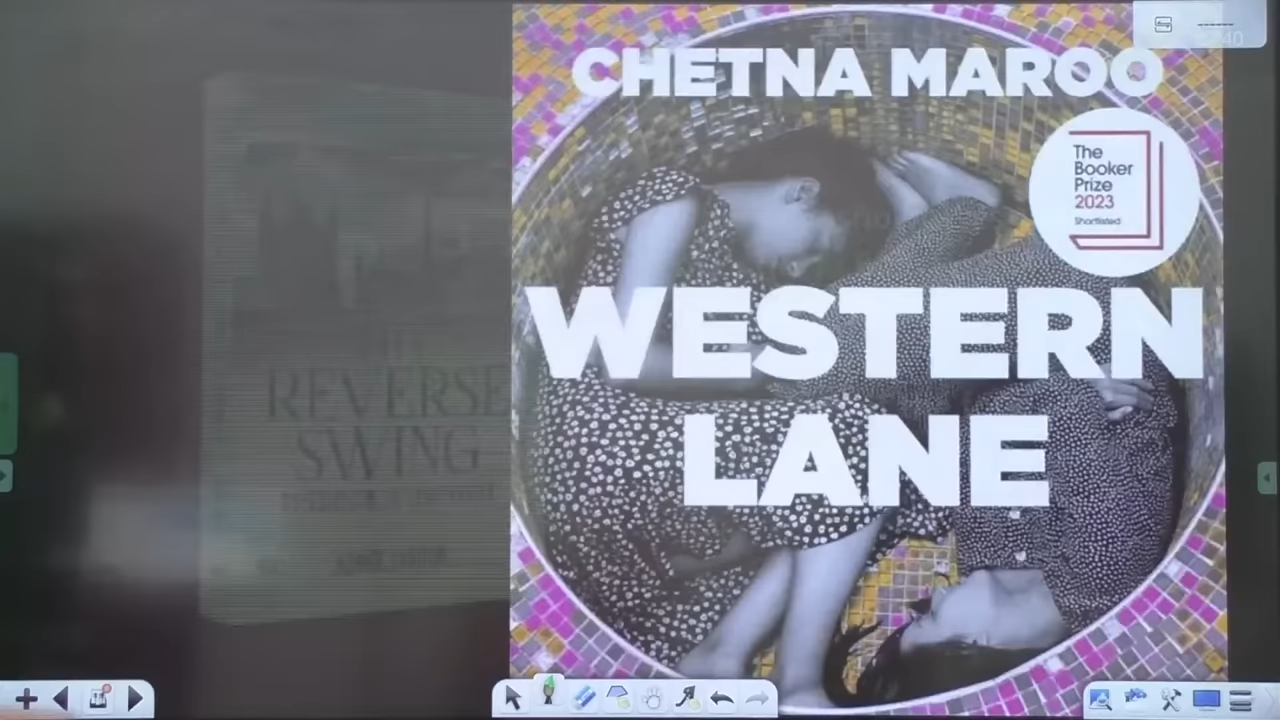 CHETNA MAROO
The
Booker
Prize
2023
Shortlisted
WESTERN
LANE
REVERSE
SWING